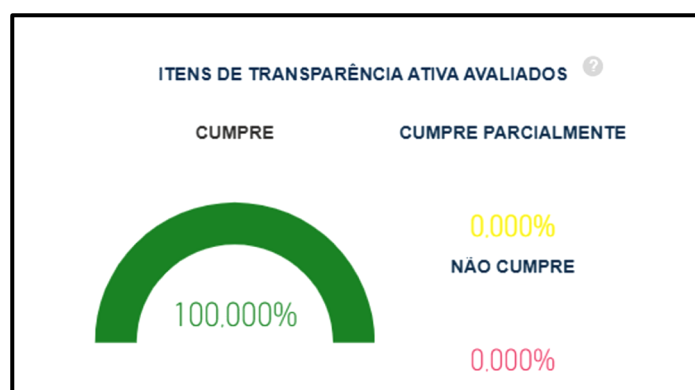 ITENS DE TRANSPARÊNCIA ATIVA AVALIADOS ?
CUMPRE
CUMPRE PARCIALMENTE
0,000%
NÃO CUMPRE
100,000%
0,000%